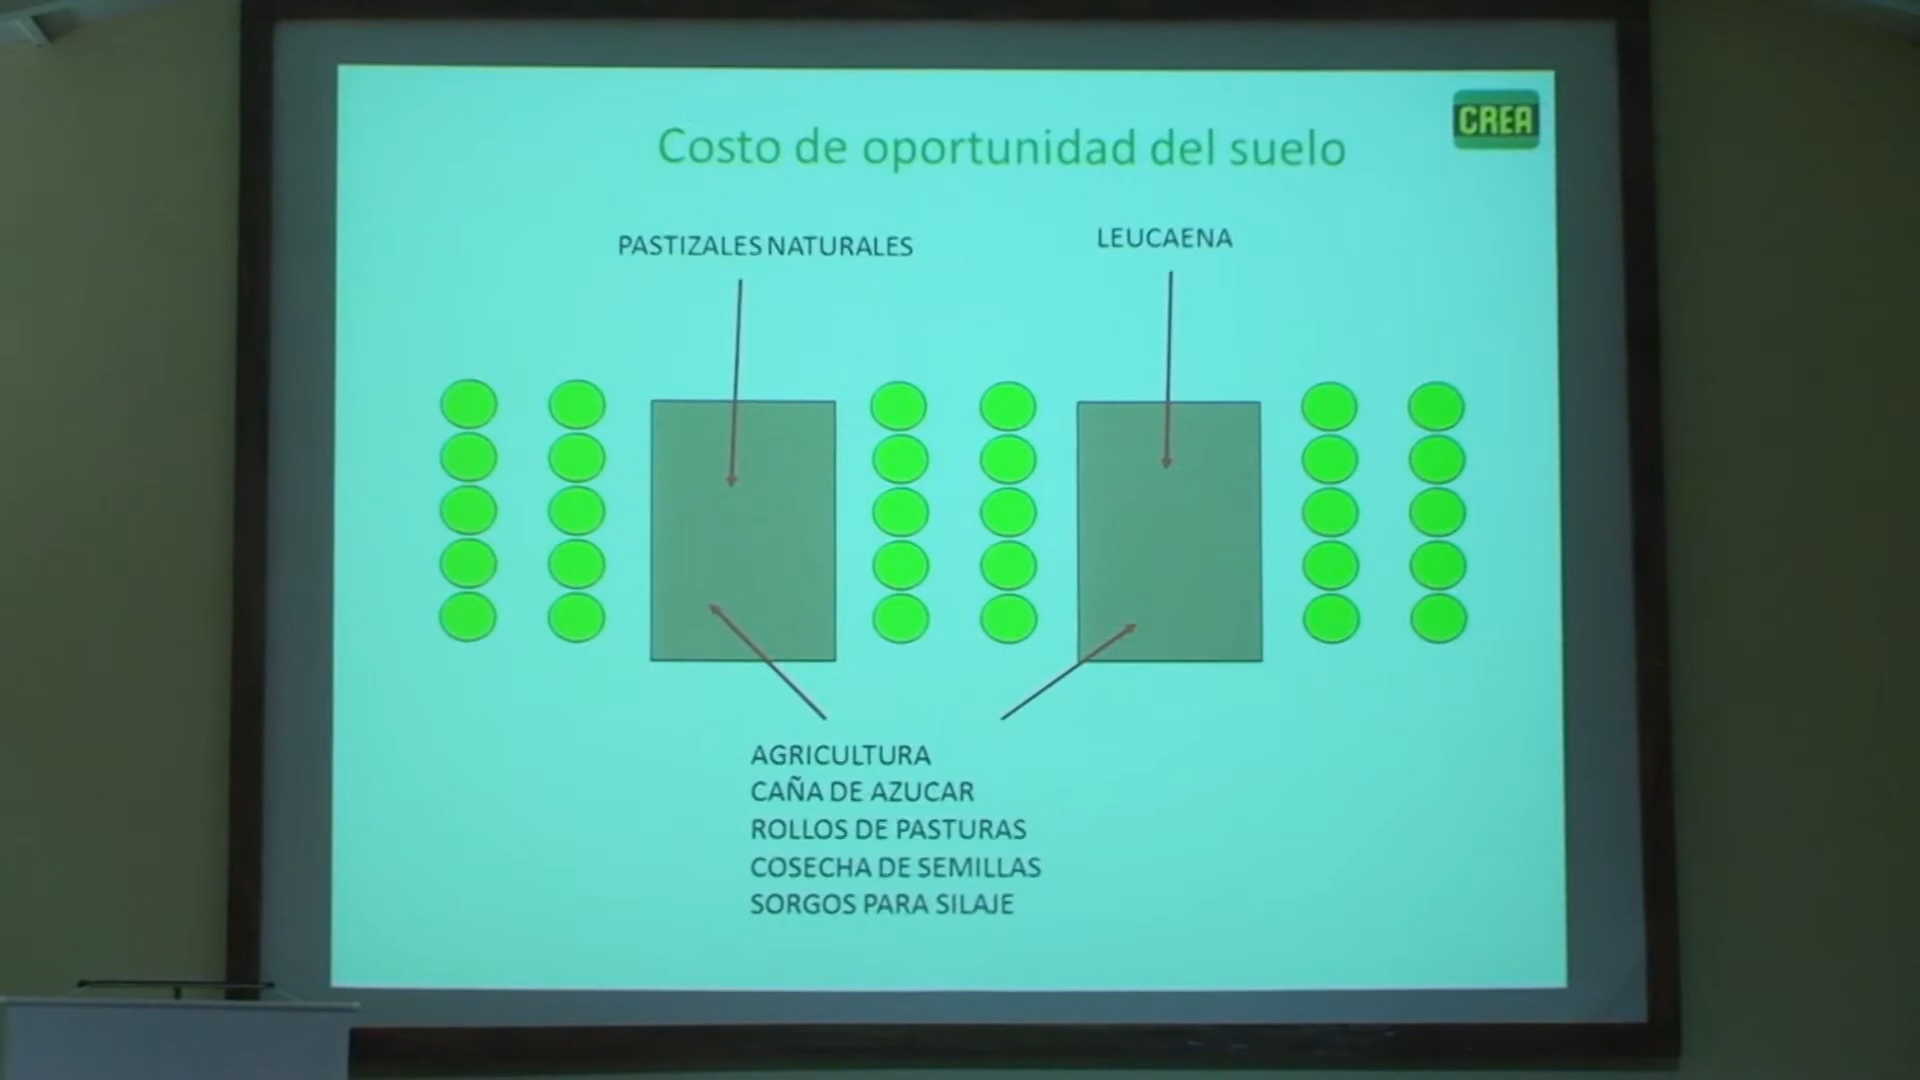 CREA
Costo de oportunidad del suelo
PASTIZALES NATURALES
LEUCAENA
AGRICULTURA
CAÑA DE AZUCAR
ROLLOS DE PASTURAS
COSECHA DE SEMILLAS
SORGOS PARA SILAJE